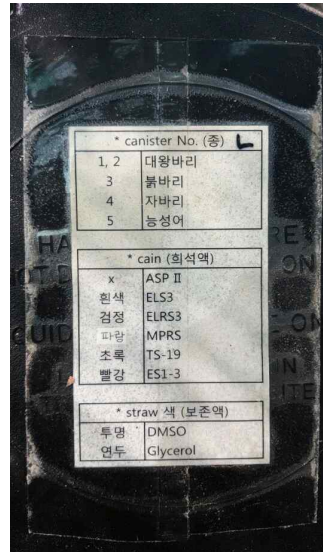 * canister No. (종) L
1, 2 대왕바리
3 붉바리
4 자바리
5 능성어
* cain (희석액)
x ASP II
흰색 ELS3
검정 ELRS3
파랑 MPRS
초록 TS-19
빨강 ES1-3
* straw 색 (보존액)
투명 DMSO
연두 Glycerol